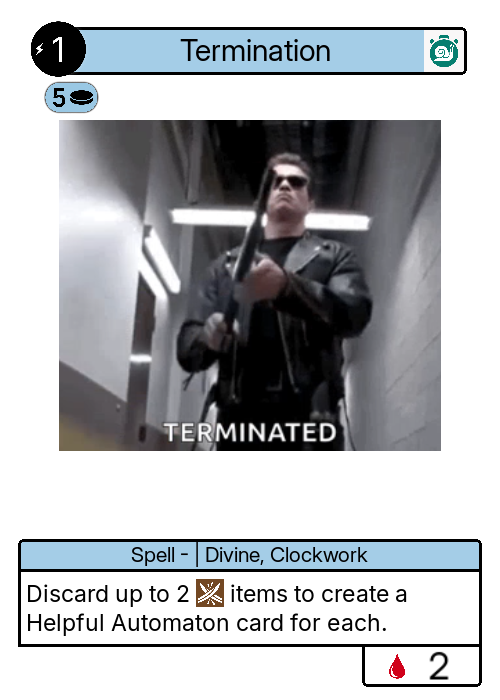 1 Termination
5
TERMINATED
Spell - | Divine, Clockwork
Discard up to 2 items to create a
Helpful Automaton card for each.
2